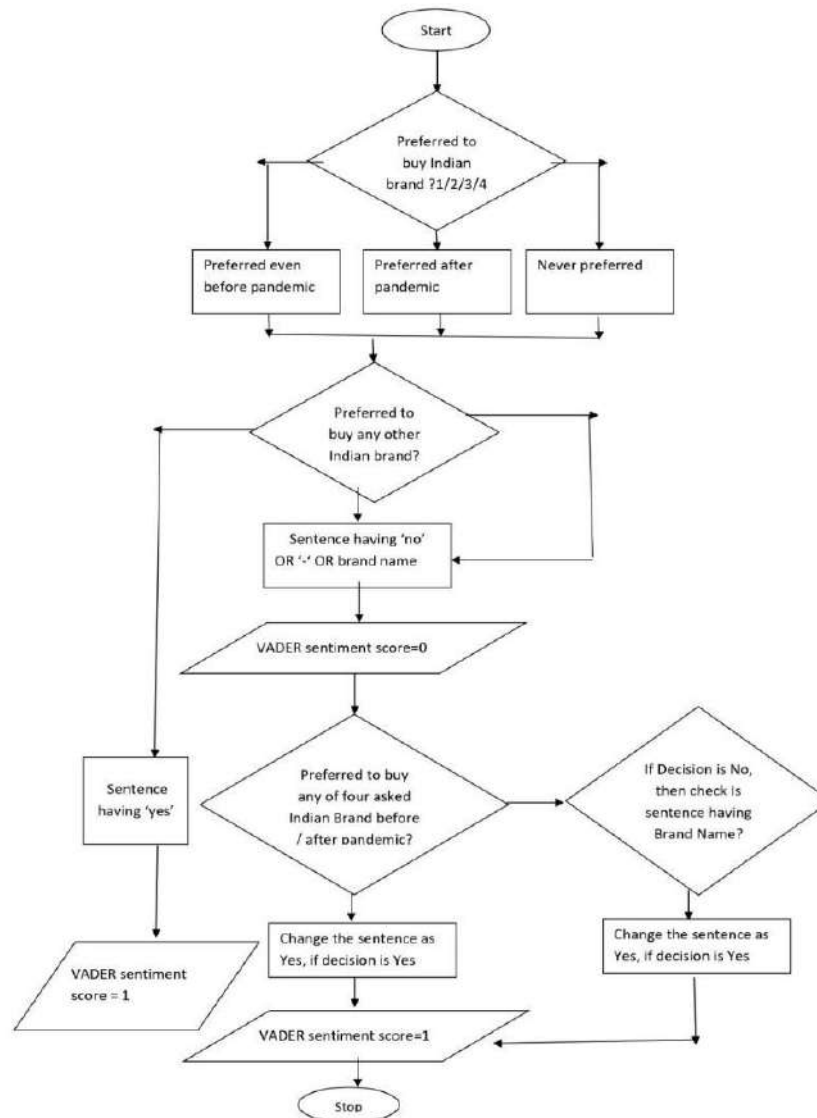 Start
Preferred to
buy Indian
brand ?1/2/3/4
Preferred even
before pandemic
Preferred after
pandemic
Never preferred
Preferred to
buy any other
Indian brand?
Sentence having 'no'
OR '-' OR brand name
VADER sentiment score=0
Sentence
having 'yes'
Preferred to buy
any of four asked
Indian Brand before
/ after pandemic?
If Decision is No,
then check is
sentence having
Brand Name?
Change the sentence as
Yes, if decision is Yes
Change the sentence as
Yes, if decision is Yes
VADER sentiment
score = 1
VADER sentiment score=1
Stop